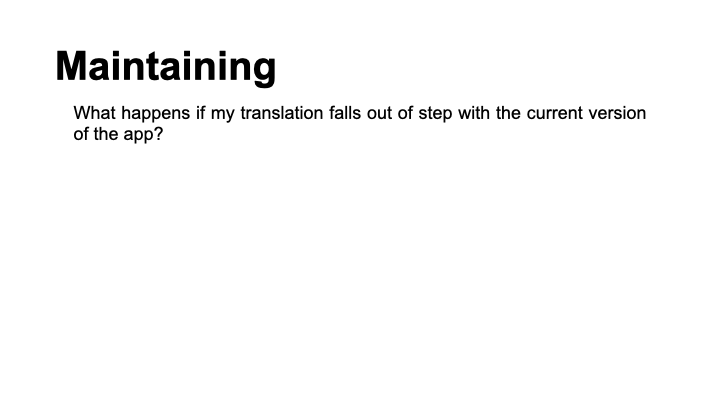 Maintaining
What happens if my translation falls out of step with the current version
of the app?